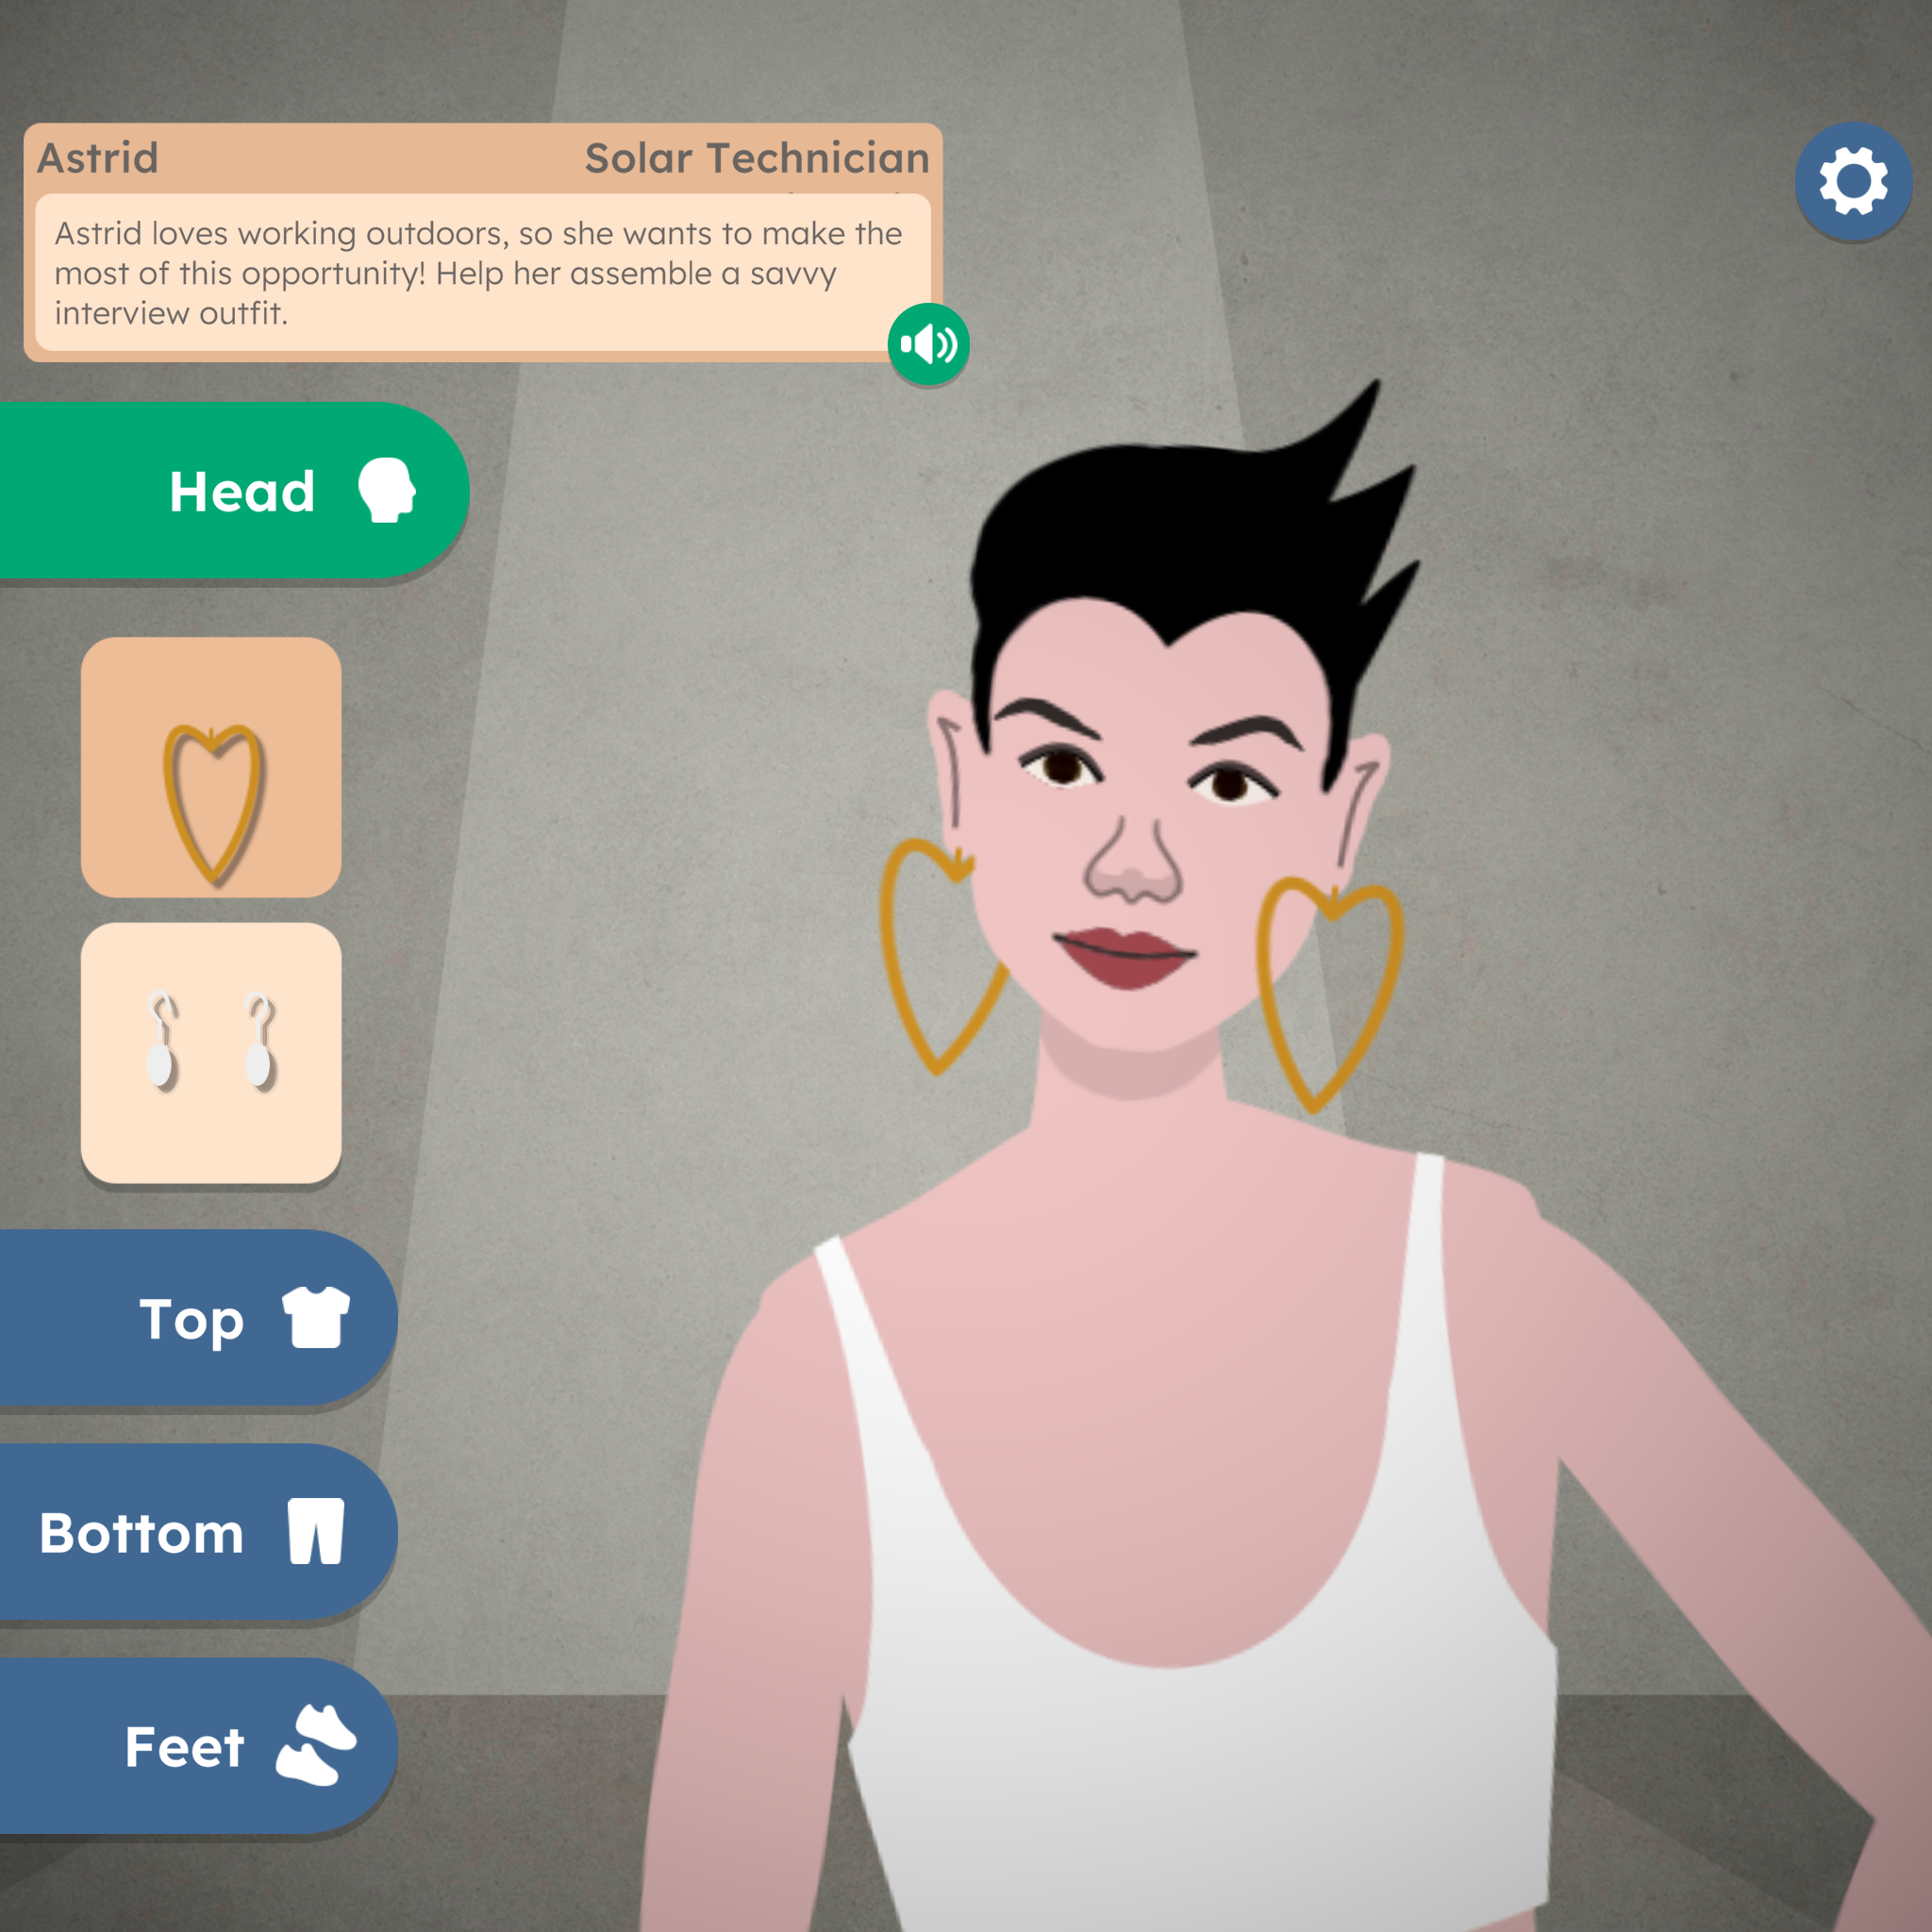 Astrid
Solar Technician
Astrid loves working outdoors, so she wants to make the
most of this opportunity! Help her assemble a savvy
interview outfit.
Head
Top
Bottom
Feet